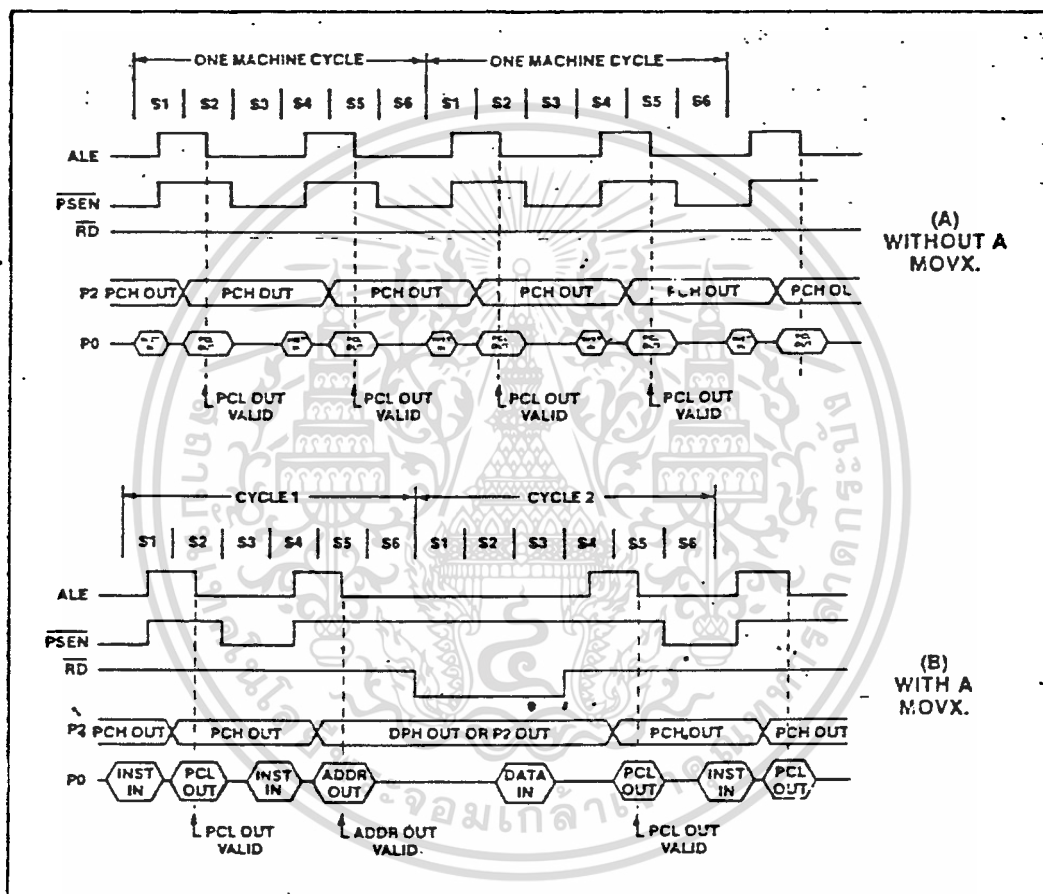 ONE MACHINE CYCLE ONE MACHINE CYCLE
S1 S2 S3 S4 S5 S6 S1 S2 S3 S4 S5 S6
ALE
PSEN
RD
(A)
WITHOUT A
MOVX.
P2 PCH OUT PCH OUT PCH OUT PCH OUT PCH OUT PCH OU
P0
PCL OUT VALID PCL OUT VALID PCL OUT VALID PCL OUT VALID
CYCLE 1 CYCLE 2
S1 S2 S3 S4 S5 S6 S1 S2 S3 S4 S5 S6
ALE
PSEN
RD
(B)
WITH A
MOVX.
P2 PCH OUT PCH OUT DPH OUT OR P2 OUT PCH OUT PCH OUT
P0 INST IN PCL OUT INST IN ADDR OUT DATA IN PCL OUT INST IN PCL OUT
PCL OUT VALID ADDR OUT VALID PCL OUT VALID